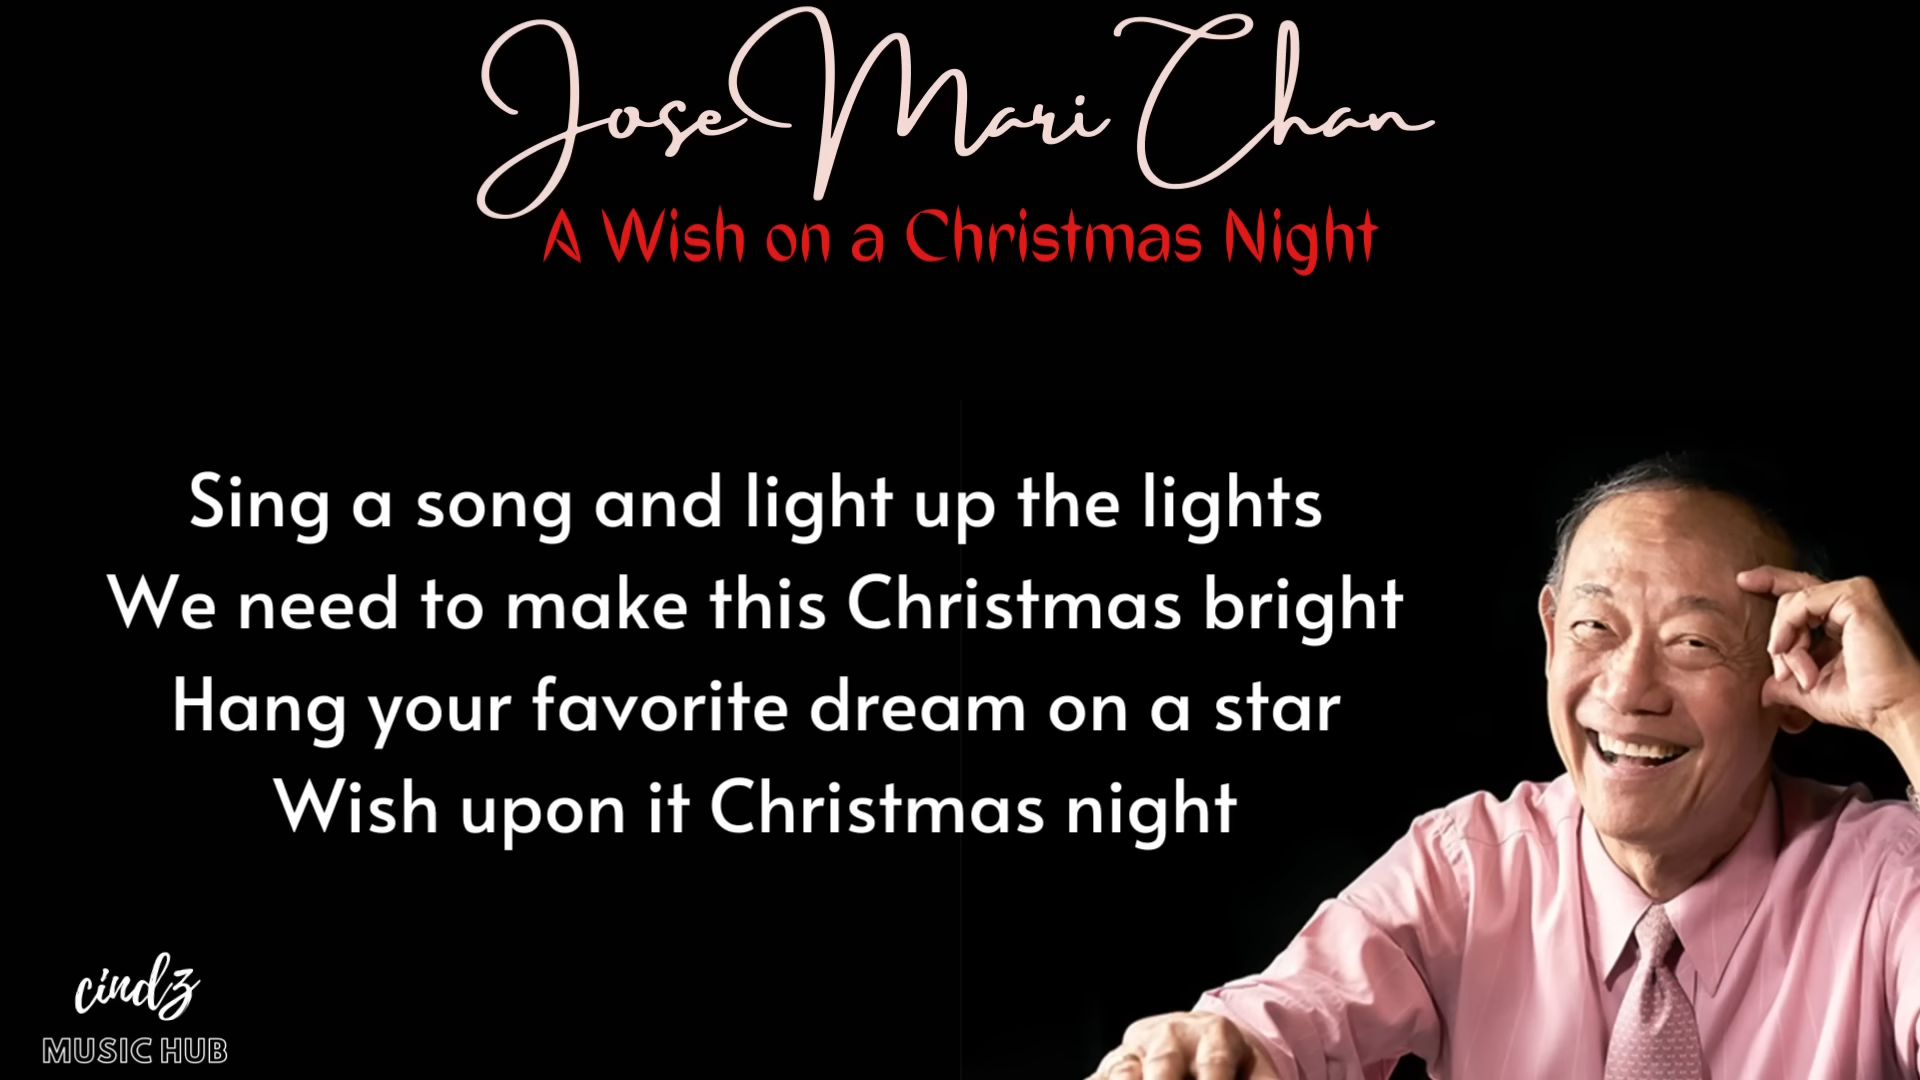 Jose Mari Chan
A Wish on a Christmas Night
Sing a song and light up the lights
We need to make this Christmas bright
Hang your favorite dream on a star
Wish upon it Christmas night
cindz
MUSIC HUB